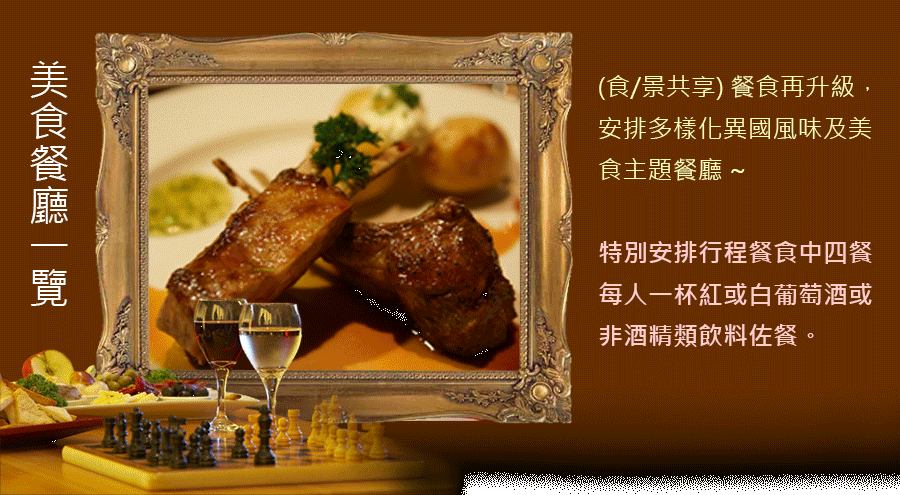 美食餐廳一覽
(食/景共享) 餐食再升級，
安排多樣化異國風味及美
食主題餐廳 ~
特別安排行程餐食中四餐
每人一杯紅或白葡萄酒或
非酒精類飲料佐餐。